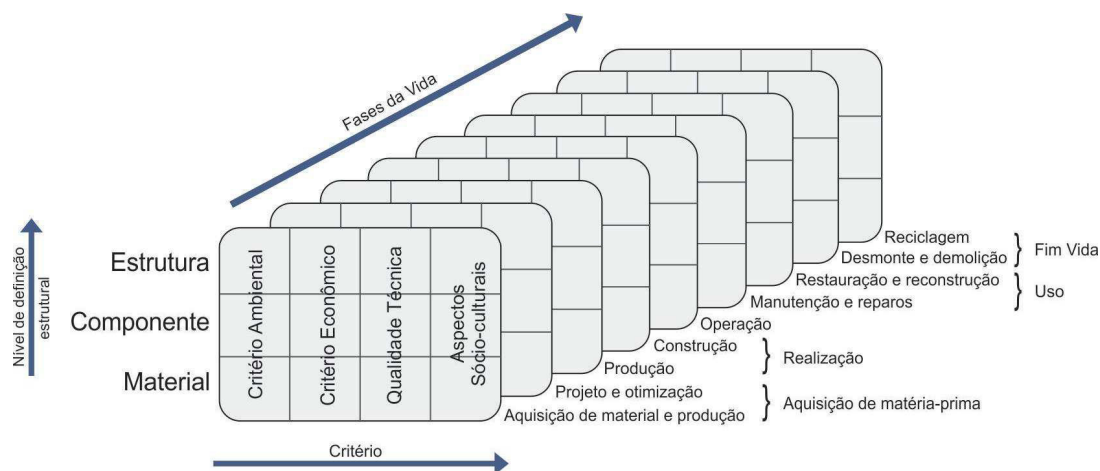 Fases da Vida
Nível de definição
estrutural
Estrutura
Componente
Material
Critério Ambiental
Critério Econômico
Qualidade Técnica
Aspectos
Sócio-culturais
Reciclagem
Desmonte e demolição
Fim Vida
Restauração e reconstrução
Manutenção e reparos
Uso
Operação
Construção
Produção
Realização
Projeto e otimização
Aquisição de material e produção
Aquisição de matéria-prima
Critério